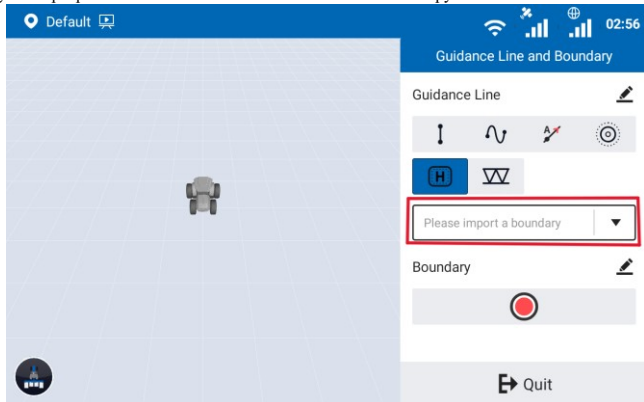 Default
02:56
Guidance Line and Boundary
Guidance Line
A
H
Please import a boundary
Boundary
Quit